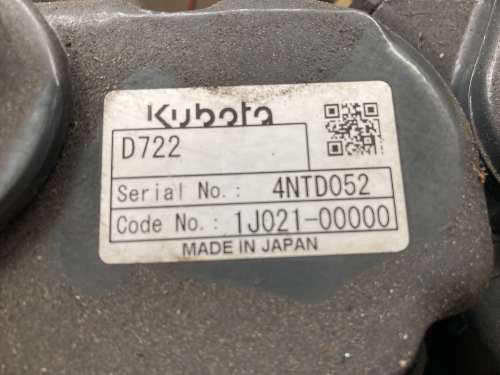 Kubota
D722
Serial No.: 4NTD052
Code No.: 1J021-00000
MADE IN JAPAN